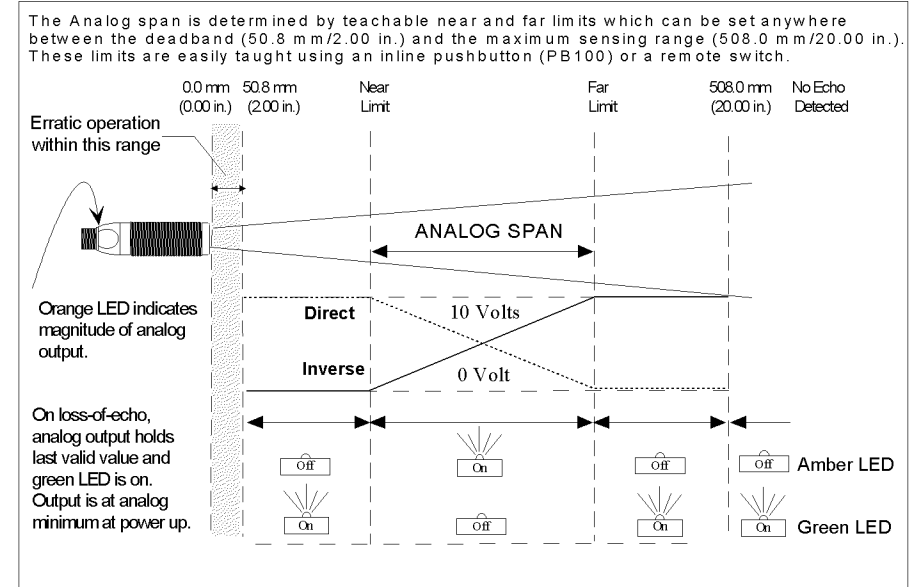 The Analog span is determined by teachable near and far limits which can be set anywhere
between the deadband (50.8 mm/2.00 in.) and the maximum sensing range (508.0 mm/20.00 in.).
These limits are easily taught using an inline pushbutton (PB100) or a remote switch.
0.0 mm 50.8 mm Near Far 508.0 mm No Echo
(0.00 in.) (2.00 in.) Limit Limit (20.00 in.) Detected
Erratic operation
within this range
ANALOG SPAN
Orange LED indicates
magnitude of analog
output.
Direct 10 Volts
Inverse 0 Volt
On loss-of-echo,
analog output holds
last valid value and
green LED is on.
Output is at analog
minimum at power up.
Off On Off Off Amber LED
On Off On On Green LED